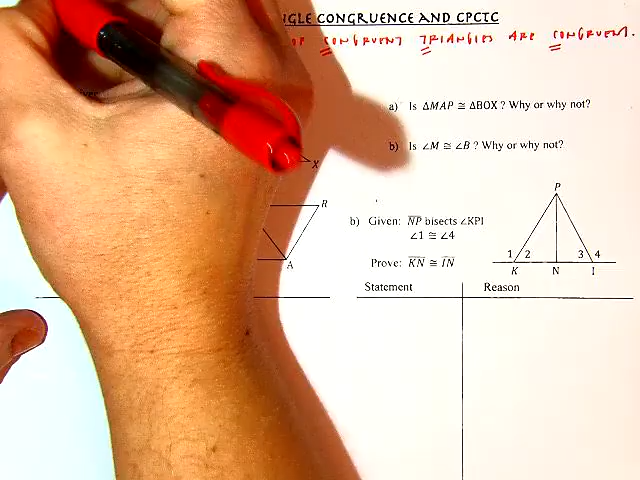 CONGRUENCE AND CPCTC
OF CONGRUENT TRIANGLES ARE CONGRUENT.
a) Is ΔMAP ≅ ΔBOX ? Why or why not?
b) Is ∠M ≅ ∠B ? Why or why not?
X
R
A
b) Given: NP bisects ∠KPI
∠1 ≅ ∠4
Prove: KN ≅ IN
P
1 2 3 4
K N I
Statement Reason